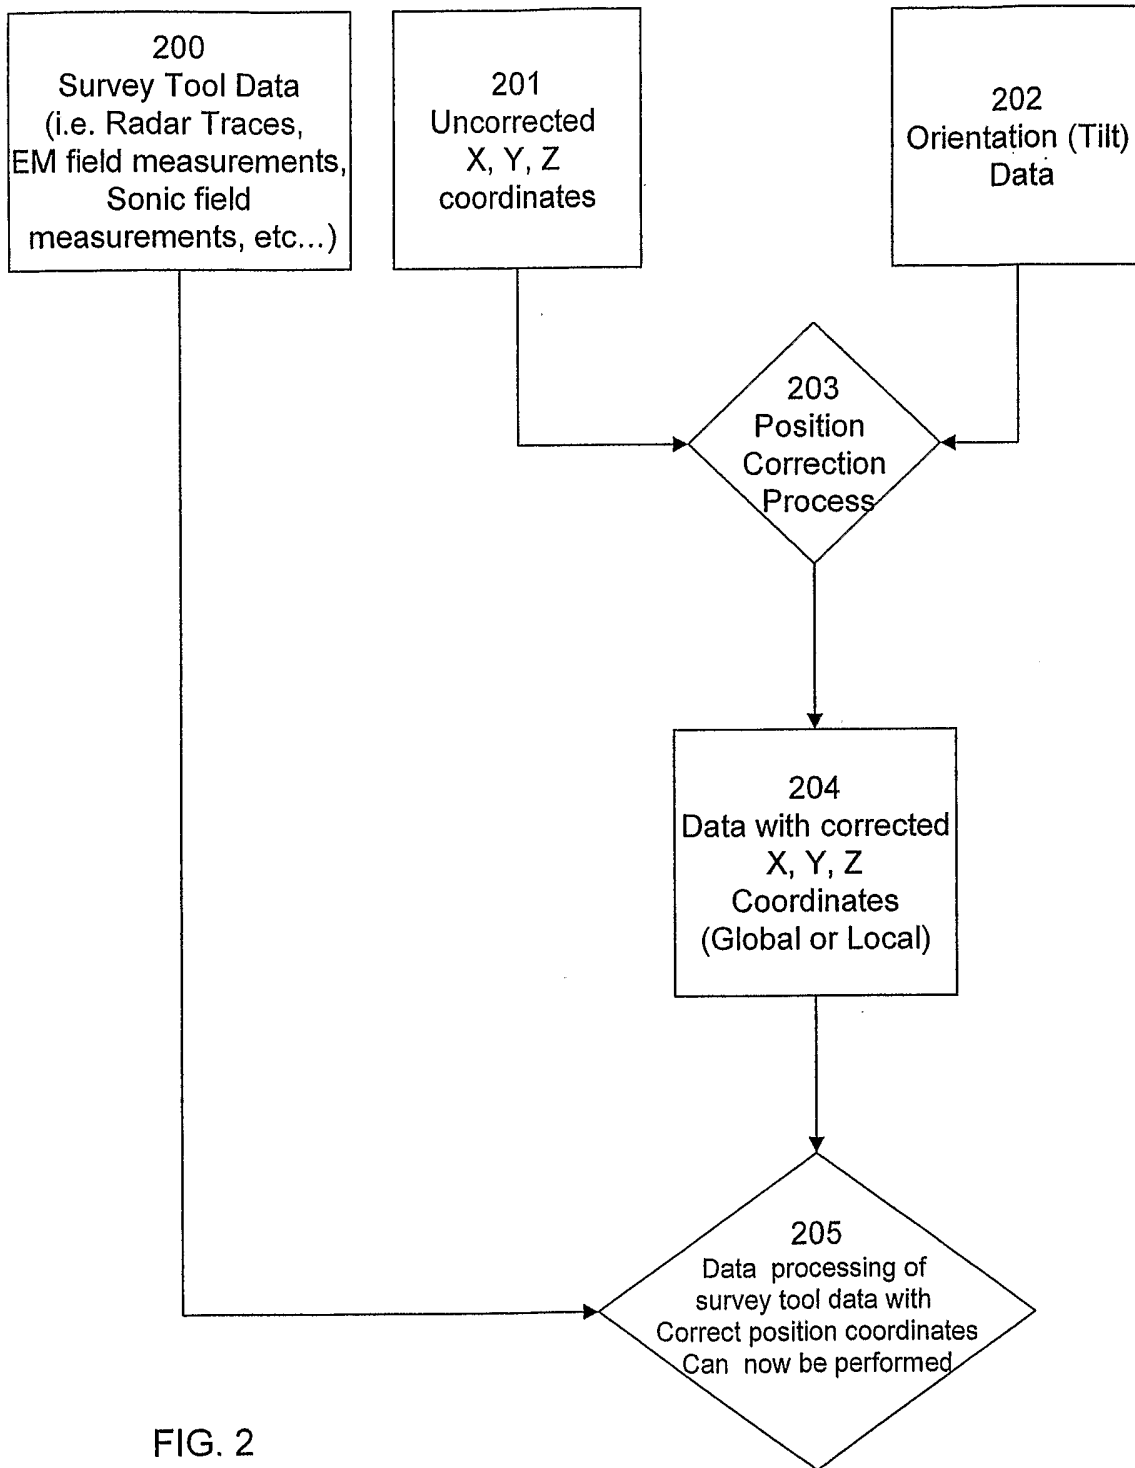 200
Survey Tool Data
(i.e. Radar Traces,
EM field measurements,
Sonic field
measurements, etc...)
201
Uncorrected
X, Y, Z
coordinates
202
Orientation (Tilt)
Data
203
Position
Correction
Process
204
Data with corrected
X, Y, Z
Coordinates
(Global or Local)
205
Data processing of
survey tool data with
Correct position coordinates
Can now be performed
FIG. 2